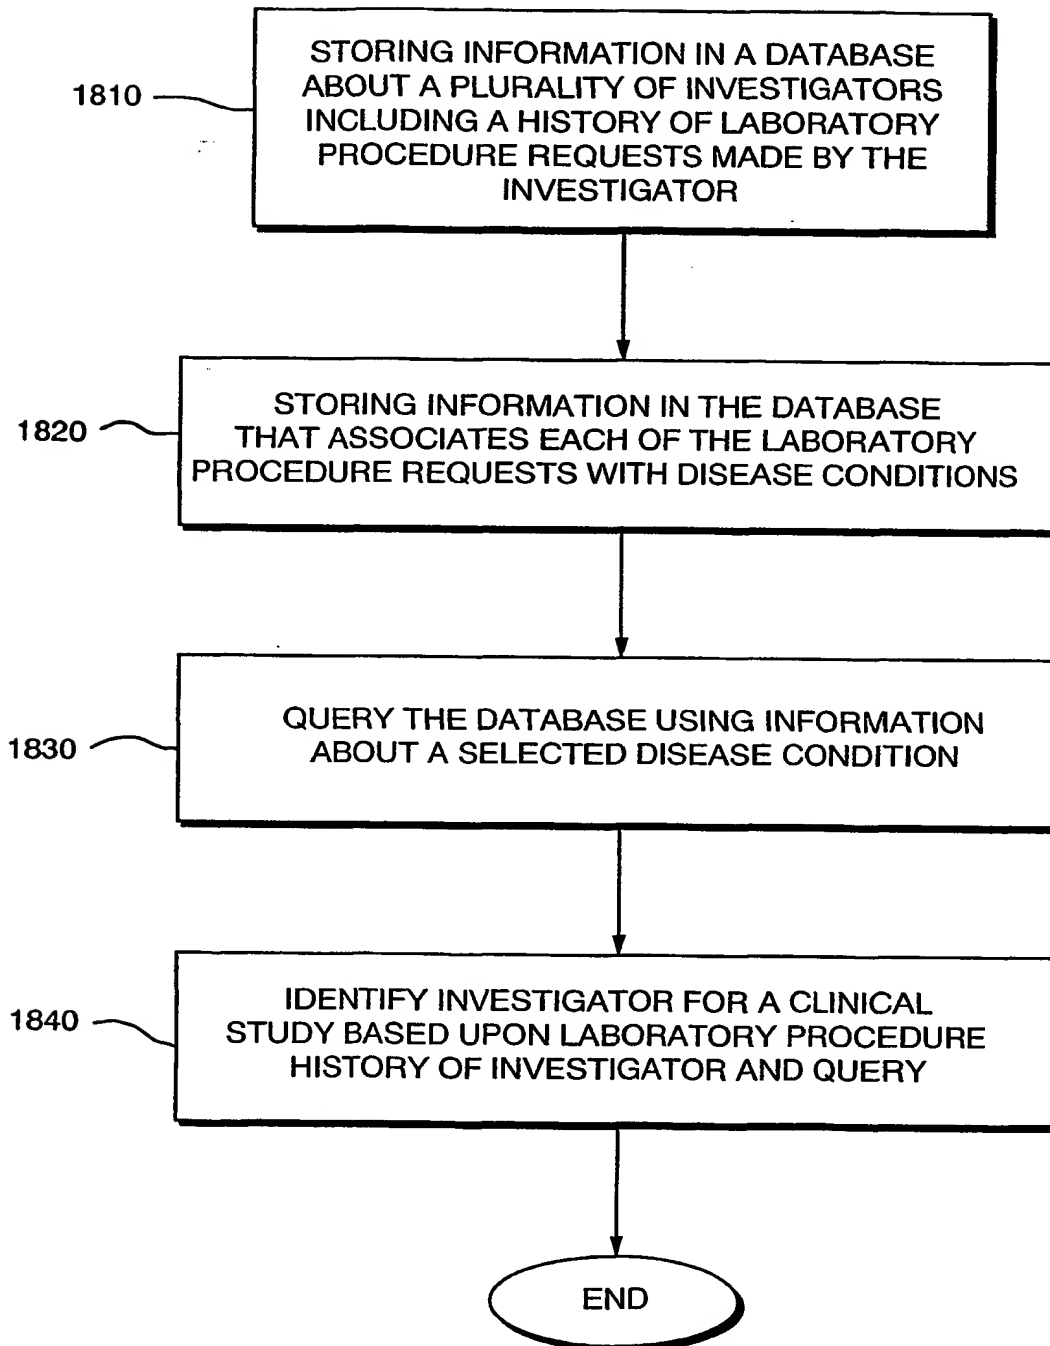 1810
STORING INFORMATION IN A DATABASE
ABOUT A PLURALITY OF INVESTIGATORS
INCLUDING A HISTORY OF LABORATORY
PROCEDURE REQUESTS MADE BY THE
INVESTIGATOR
1820
STORING INFORMATION IN THE DATABASE
THAT ASSOCIATES EACH OF THE LABORATORY
PROCEDURE REQUESTS WITH DISEASE CONDITIONS
1830
QUERY THE DATABASE USING INFORMATION
ABOUT A SELECTED DISEASE CONDITION
1840
IDENTIFY INVESTIGATOR FOR A CLINICAL
STUDY BASED UPON LABORATORY PROCEDURE
HISTORY OF INVESTIGATOR AND QUERY
END